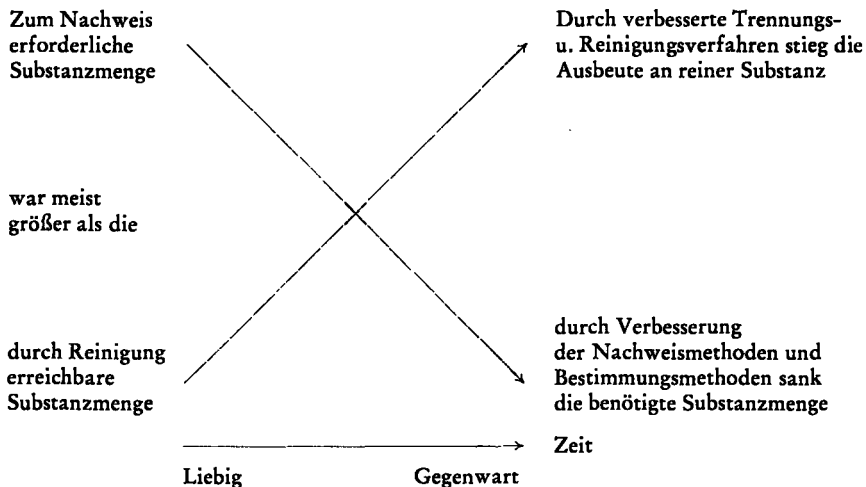 Zum Nachweis
erforderliche
Substanzmenge
Durch verbesserte Trennungs-
u. Reinigungsverfahren stieg die
Ausbeute an reiner Substanz
war meist
größer als die
durch Reinigung
erreichbare
Substanzmenge
durch Verbesserung
der Nachweismethoden und
Bestimmungsmethoden sank
die benötigte Substanzmenge
Zeit
Liebig
Gegenwart